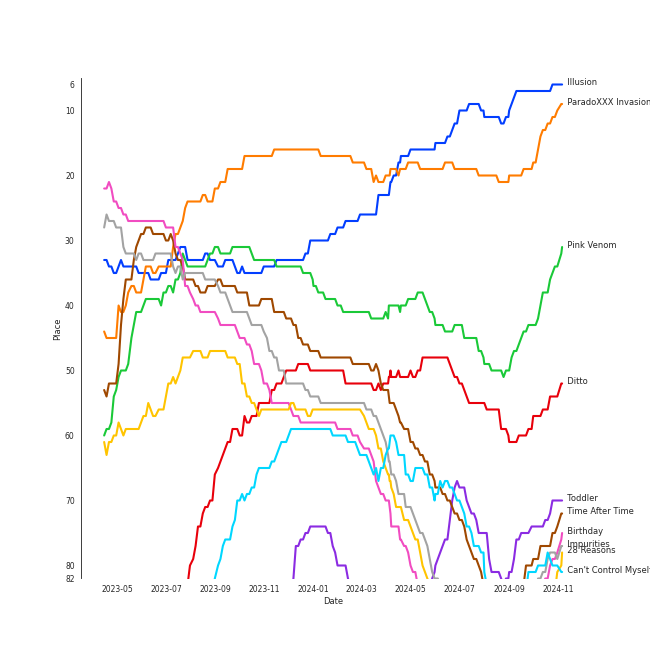 6
10
20
30
40
50
60
70
80
82
Place
2023-05 2023-07 2023-09 2023-11 2024-01 2024-03 2024-05 2024-07 2024-09 2024-11
Date
Illusion
ParadoXXX Invasion
Pink Venom
Ditto
Toddler
Time After Time
Birthday
Impurities
28 Reasons
Can't Control Myself